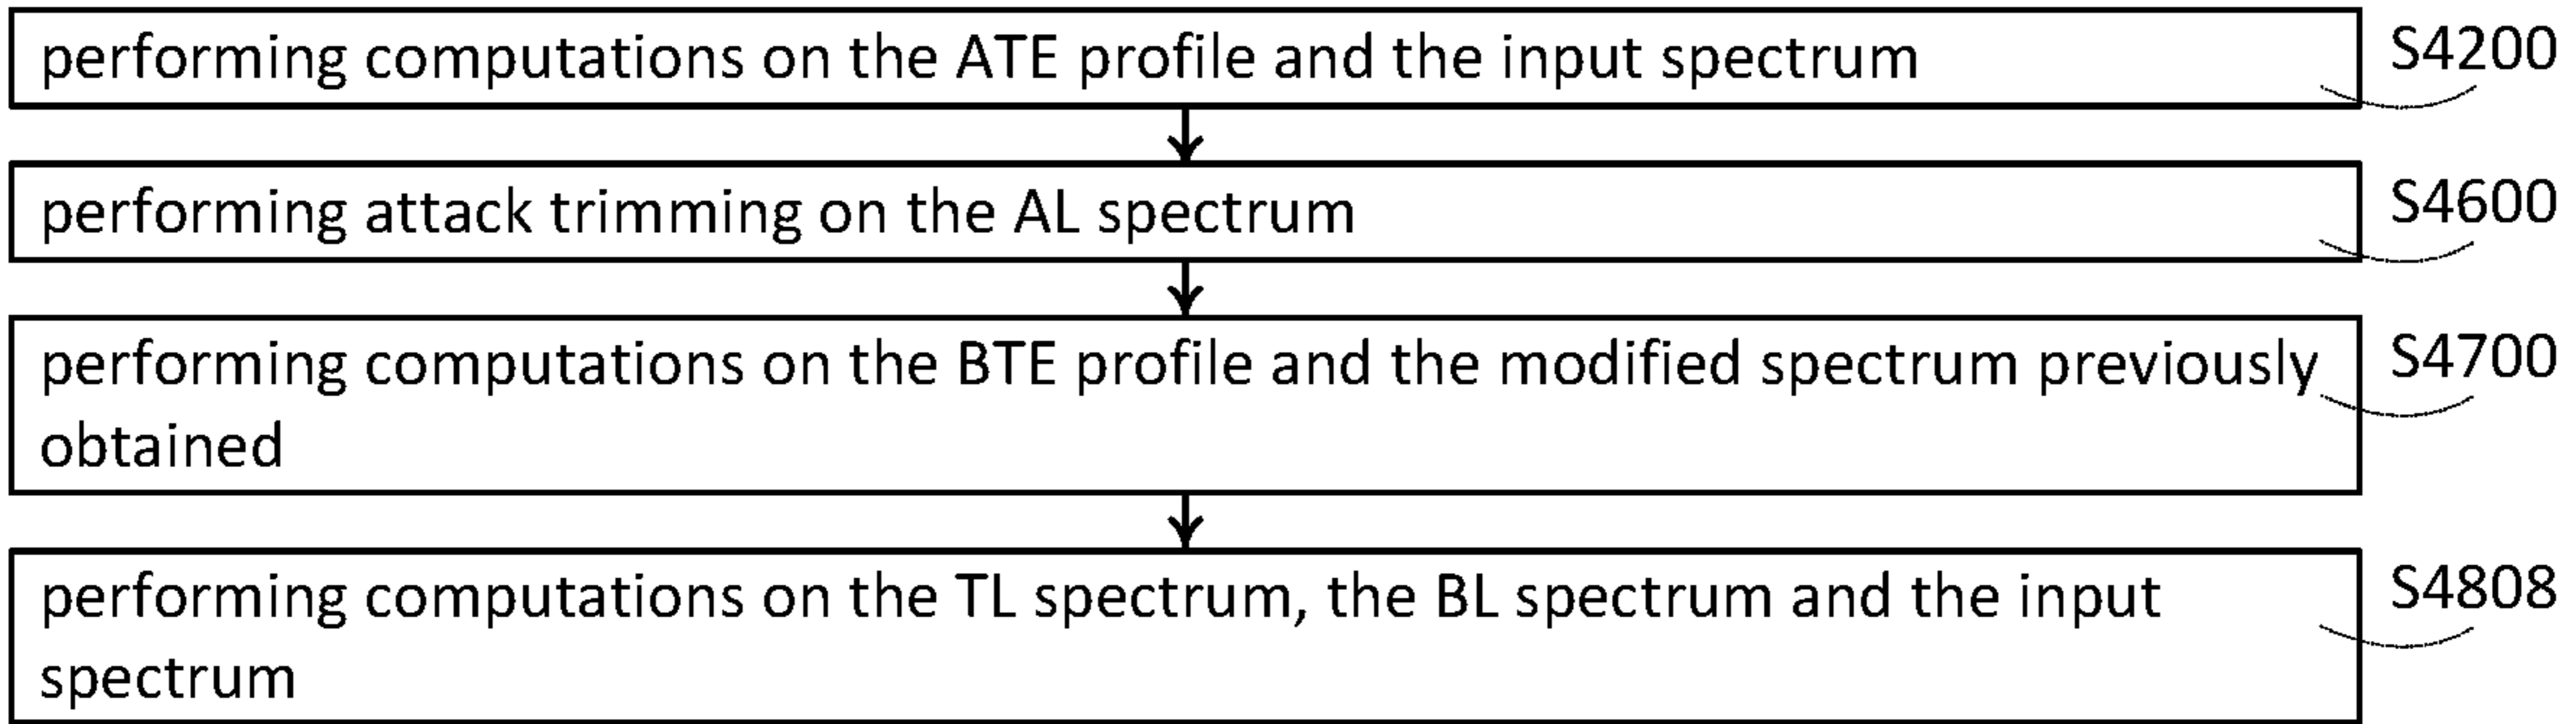 performing computations on the ATE profile and the input spectrum S4200
performing attack trimming on the AL spectrum S4600
performing computations on the BTE profile and the modified spectrum previously S4700
obtained
performing computations on the TL spectrum, the BL spectrum and the input S4808
spectrum